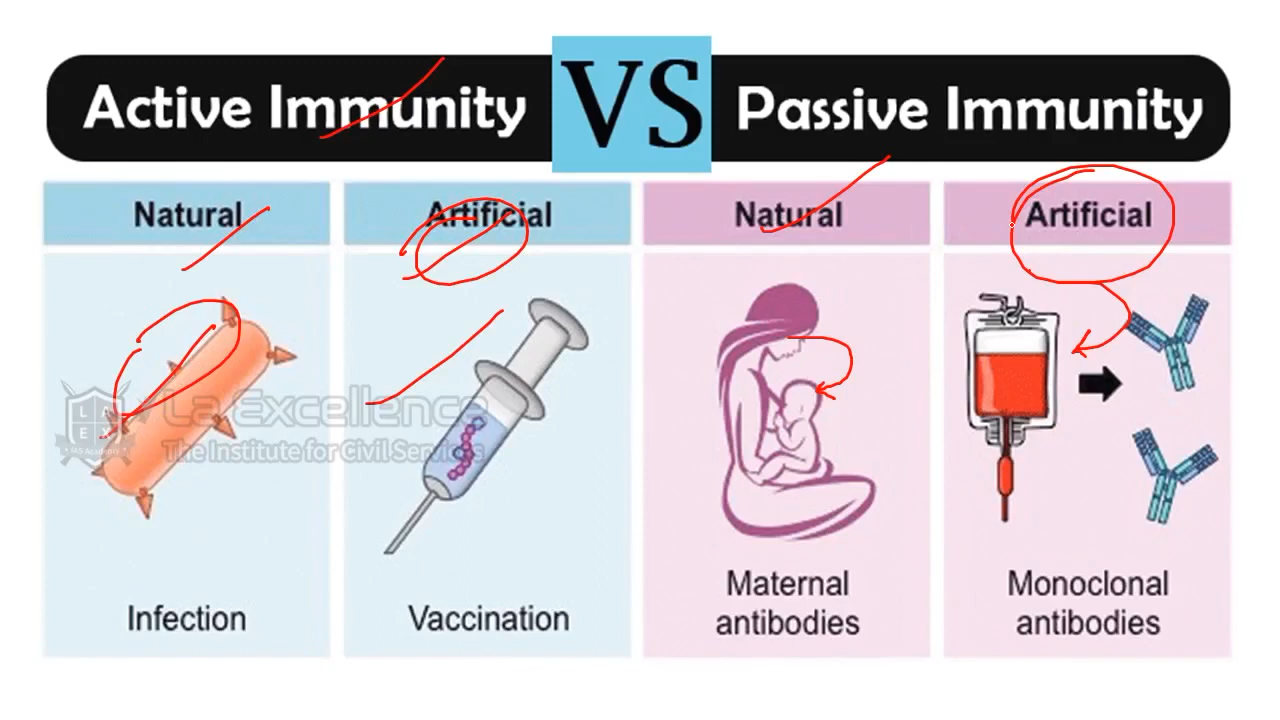 Active Immunity VS Passive Immunity
Natural
Artificial
Natural
Artificial
La Excellence
The Institute for Civil Services
Infection
Vaccination
Maternal
antibodies
Monoclonal
antibodies